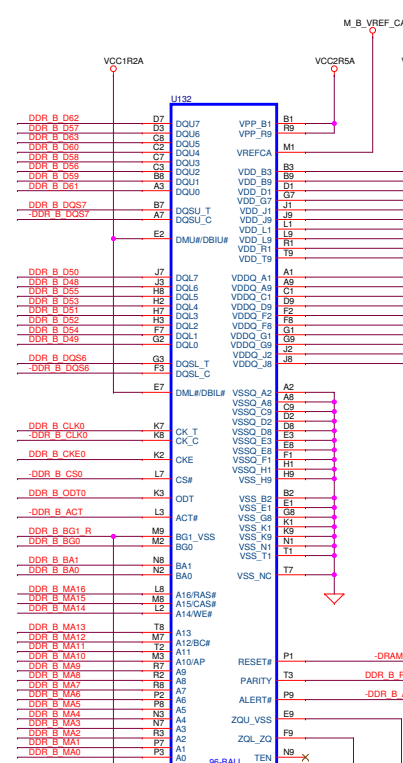 M_B_VREF_CA
VCC1R2A
VCC2R5A
U132
DDR_B_D62 D7 DQU7 VPP_B1 B1
DDR_B_D57 D3 DQU6 VPP_R9 R9
DDR_B_D63 C8 DQU5
DDR_B_D60 C2 DQU4 VREFCA M1
DDR_B_D58 C7 DQU3
DDR_B_D56 C3 DQU2 VDD_B3 B3
DDR_B_D59 B8 DQU1 VDD_B9 B9
DDR_B_D61 A3 DQU0 VDD_D1 D1
VDD_G7 G7
DDR_B_DQS7 B7 DQSU_T VDD_J1 J1
-DDR_B_DQS7 A7 DQSU_C VDD_J9 J9
VDD_L1 L1
E2 DMU#/DBIU# VDD_L9 L9
VDD_R1 R1
VDD_T9 T9
DDR_B_D50 J7 DQL7 VDDQ_A1 A1
DDR_B_D48 J3 DQL6 VDDQ_A9 A9
DDR_B_D55 H8 DQL5 VDDQ_C1 C1
DDR_B_D53 H2 DQL4 VDDQ_D9 D9
DDR_B_D51 H7 DQL3 VDDQ_F2 F2
DDR_B_D52 H3 DQL2 VDDQ_F8 F8
DDR_B_D54 F7 DQL1 VDDQ_G1 G1
DDR_B_D49 G2 DQL0 VDDQ_G9 G9
VDDQ_J2 J2
DDR_B_DQS6 G3 DQSL_T VDDQ_J8 J8
-DDR_B_DQS6 F3 DQSL_C
E7 DML#/DBIL# VSSQ_A2 A2
VSSQ_A8 A8
VSSQ_C9 C9
VSSQ_D2 D2
DDR_B_CLK0 K7 CK_T VSSQ_D8 D8
-DDR_B_CLK0 K8 CK_C VSSQ_E3 E3
VSSQ_E8 E8
DDR_B_CKE0 K2 CKE VSSQ_F1 F1
VSSQ_H1 H1
-DDR_B_CS0 L7 CS# VSS_H9 H9
DDR_B_ODT0 K3 ODT VSS_B2 B2
VSS_E1 E1
-DDR_B_ACT L3 ACT# VSS_G8 G8
VSS_K1 K1
DDR_B_BG1_R M9 BG1_VSS VSS_K9 K9
DDR_B_BG0 M2 BG0 VSS_N1 N1
VSS_T1 T1
DDR_B_BA1 N8 BA1
DDR_B_BA0 N2 BA0 VSS_NC T7
DDR_B_MA16 L8 A16/RAS#
DDR_B_MA15 M8 A15/CAS#
DDR_B_MA14 L2 A14/WE#
DDR_B_MA13 T8 A13
DDR_B_MA12 M7 A12/BC#
DDR_B_MA11 T2 A11
DDR_B_MA10 M3 A10/AP RESET# P1 -DRAM
DDR_B_MA9 R7 A9
DDR_B_MA8 R2 A8 PARITY T3 DDR_B_P
DDR_B_MA7 R8 A7
DDR_B_MA6 P2 A6 ALERT# P9 -DDR_B_A
DDR_B_MA5 P8 A5
DDR_B_MA4 N3 A4 ZQU_VSS E9
DDR_B_MA3 N7 A3
DDR_B_MA2 R3 A2 ZQL_ZQ F9
DDR_B_MA1 P7 A1
DDR_B_MA0 P3 A0 TEN N9
96-BALL